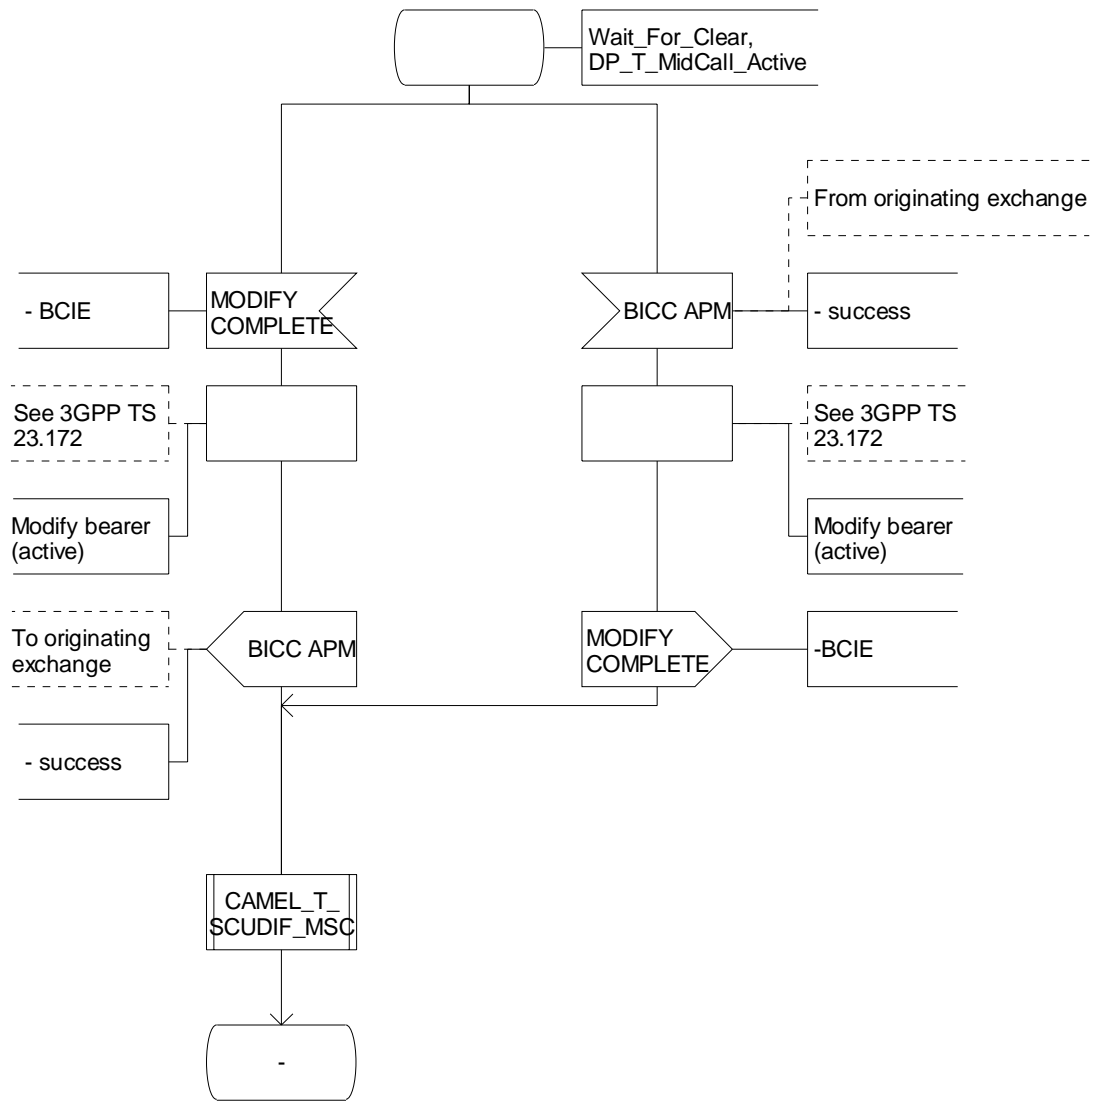 Wait_For_Clear,
DP_T_MidCall_Active
From originating exchange
- BCIE
MODIFY
COMPLETE
BICC APM
- success
See 3GPP TS
23.172
See 3GPP TS
23.172
Modify bearer
(active)
Modify bearer
(active)
To originating
exchange
BICC APM
MODIFY
COMPLETE
-BCIE
- success
CAMEL_T_
SCUDIF_MSC
-